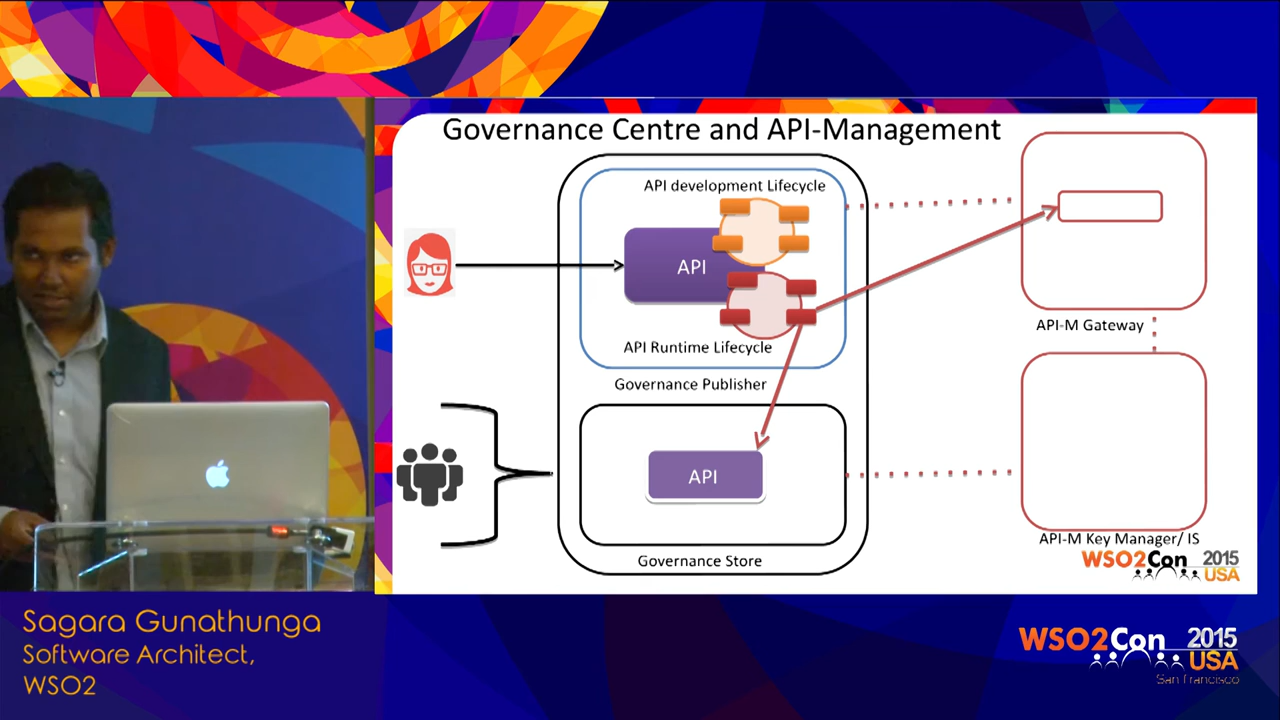 Governance Centre and API-Management
API development Lifecycle
API
API Runtime Lifecycle
Governance Publisher
API
Governance Store
API-M Gateway
API-M Key Manager/ IS
WSO2Con 2015
USA
Sagara Gunathunga
Software Architect,
WSO2
WSO2Con 2015
USA
San Francisco